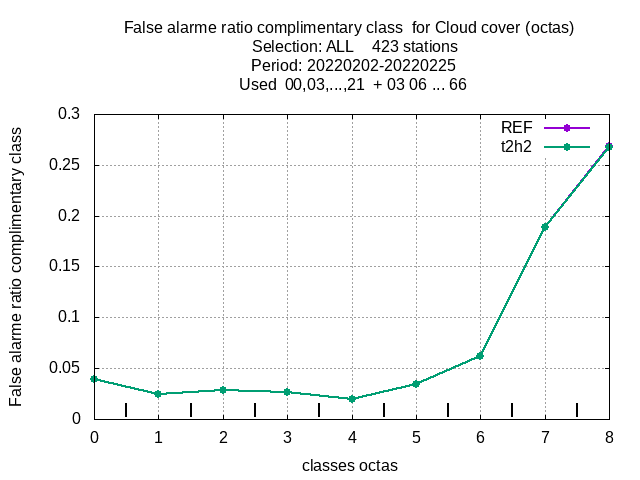 False alarme ratio complimentary class  for Cloud cover (octas)
Selection: ALL    423 stations
Period: 20220202-20220225
Used  00,03,...,21  + 03 06 ... 66
REF
t2h2
False alarme ratio complimentary class
0.3
0.25
0.2
0.15
0.1
0.05
0
0 1 2 3 4 5 6 7 8
classes octas